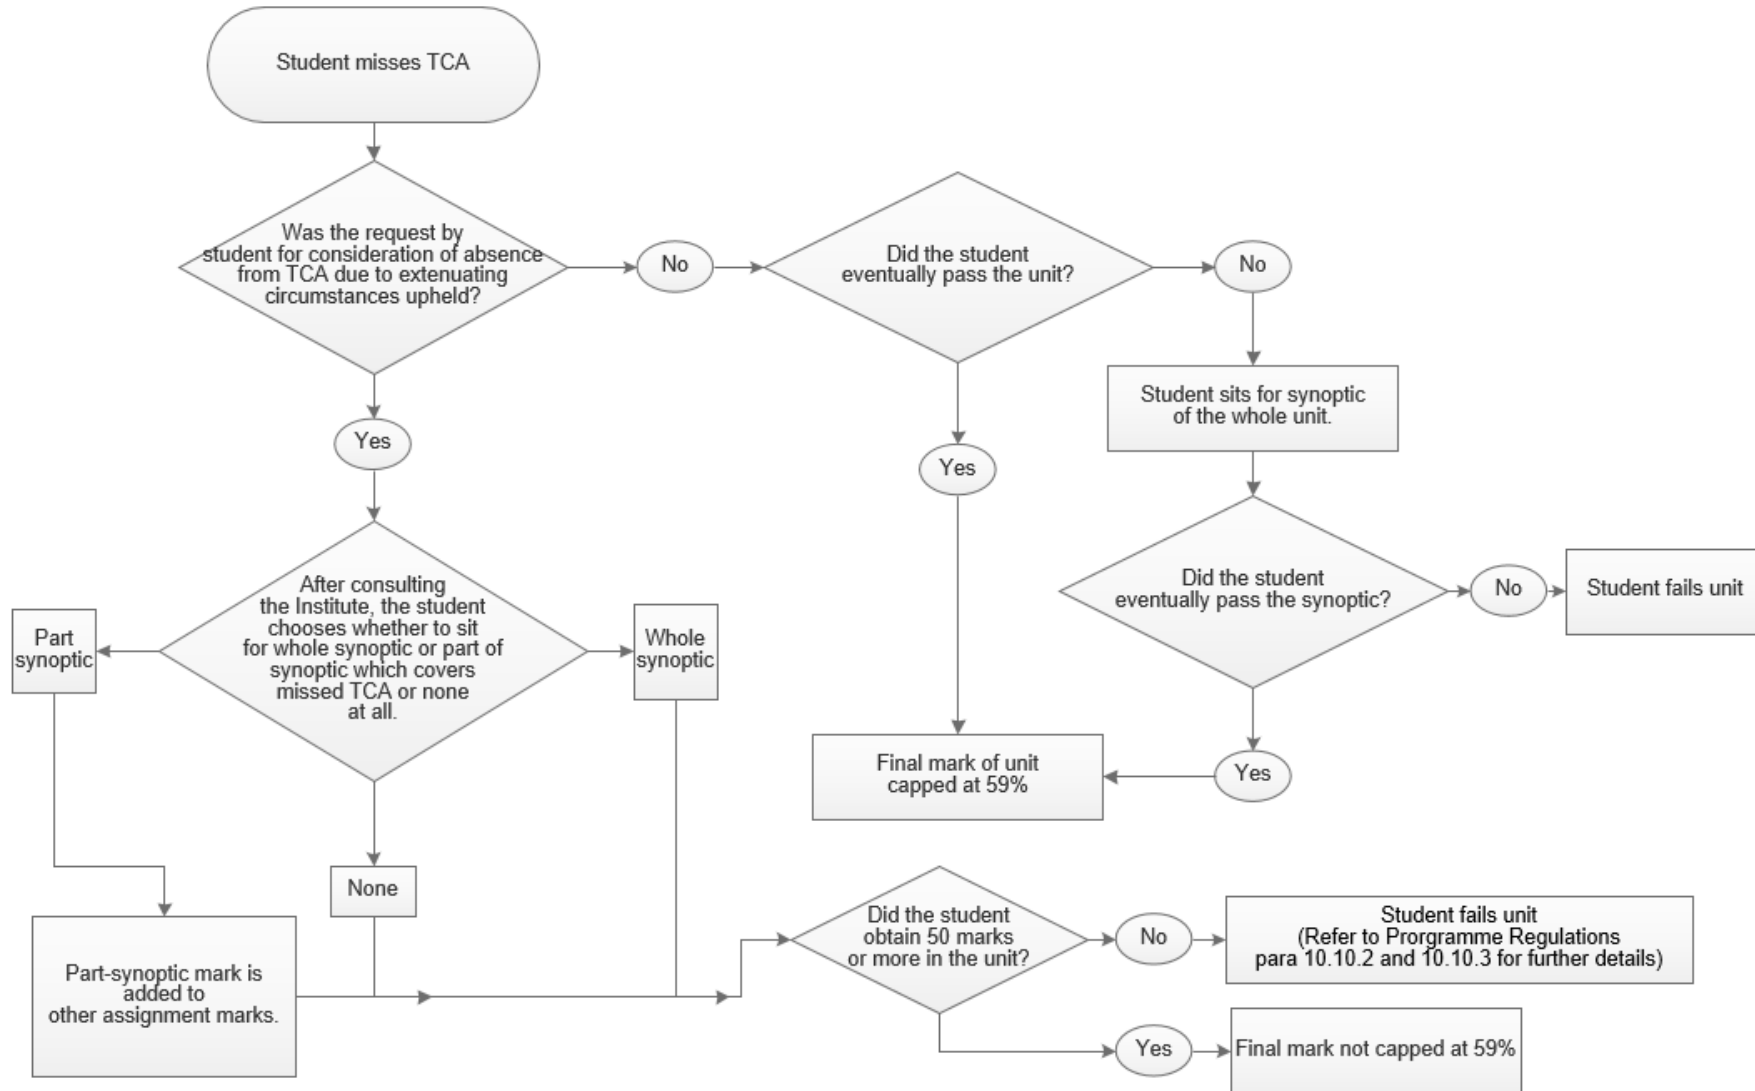 Student misses TCA
Was the request by
student for consideration of absence
from TCA due to extenuating
circumstances upheld?
No
Did the student
eventually pass the unit?
No
Yes
Student sits for synoptic
of the whole unit.
Yes
Did the student
eventually pass the synoptic?
No
Student fails unit
After consulting
the Institute, the student
chooses whether to sit
for whole synoptic or part of
synoptic which covers
missed TCA or none
at all.
Part
synoptic
Whole
synoptic
Final mark of unit
capped at 59%
Yes
None
Part-synoptic mark is
added to
other assignment marks.
Did the student
obtain 50 marks
or more in the unit?
No
Student fails unit
(Refer to Prorgramme Regulations
para 10.10.2 and 10.10.3 for further details)
Yes
Final mark not capped at 59%